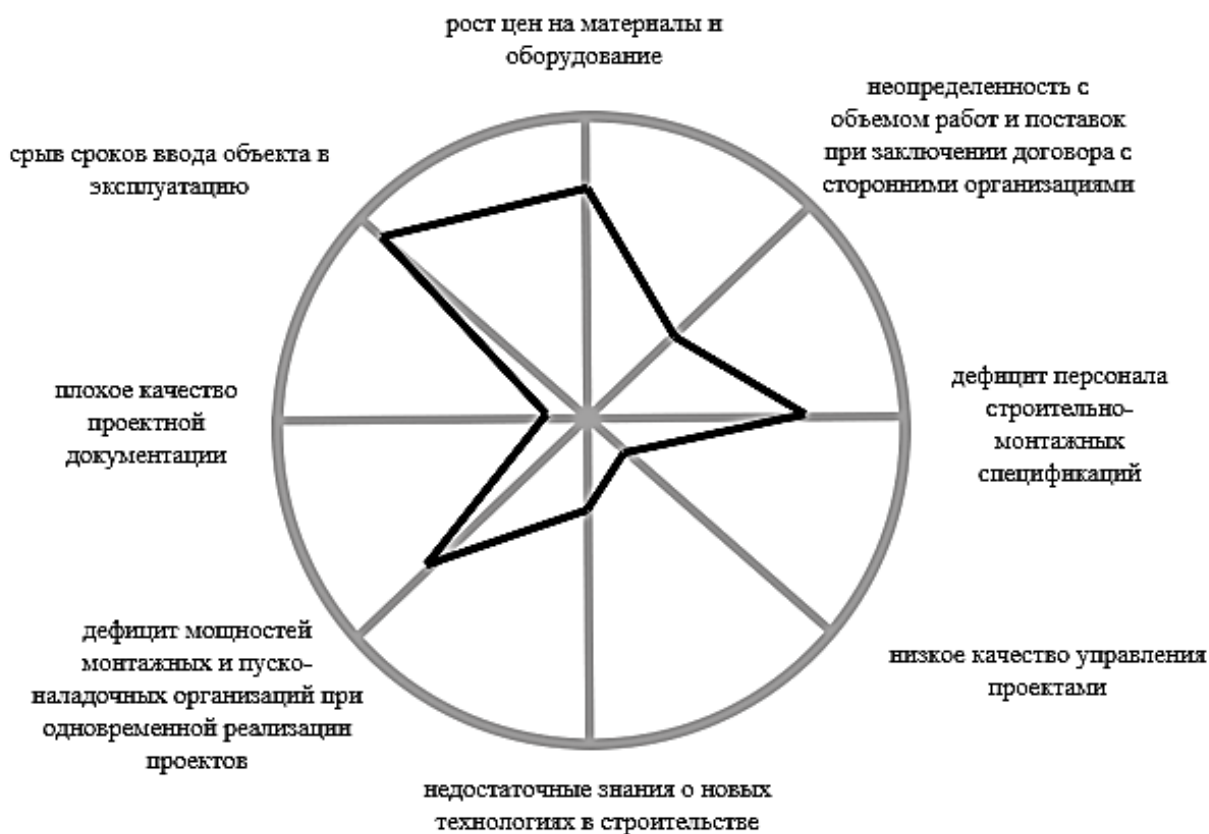 рост цен на материалы и
оборудование
неопределенность с
объемом работ и поставок
при заключении договора с
сторонними организациями
дефицит персонала
строительно-
монтажных
спецификаций
низкое качество управления
проектами
недостаточные знания о новых
технологиях в строительстве
дефицит мощностей
монтажных и пуско-
наладочных организаций при
одновременной реализации
проектов
плохое качество
проектной
документации
срыв сроков ввода объекта в
эксплуатацию